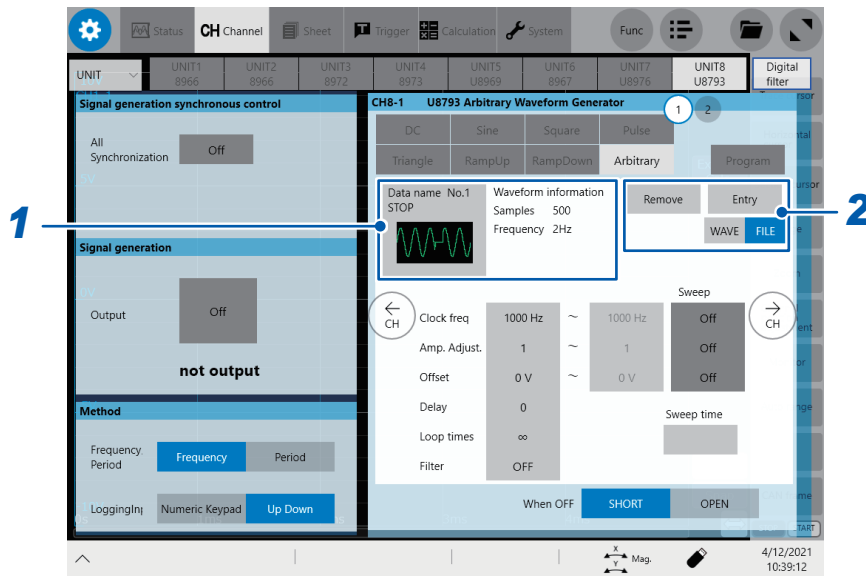 Status CH Channel Sheet Trigger Calculation System Func
UNIT UNIT1 UNIT2 UNIT3 UNIT4 UNIT5 UNIT6 UNIT7 UNIT8 Digital
8966 8966 8972 8973 U8969 8967 U8976 U8793 filter
Signal generation synchronous control
All
Synchronization Off
Signal generation
Output Off
not output
Method
Frequency.
Period Frequency Period
LoggingInp Numeric Keypad Up Down
CH8-1 U8793 Arbitrary Waveform Generator 1 2
DC Sine Square Pulse
Triangle RampUp RampDown Arbitrary Program
Data name No.1
STOP
Waveform information
Samples 500
Frequency 2Hz
Remove Entry
WAVE FILE
1
2
Sweep
CH
CH
Clock freq 1000 Hz ~ 1000 Hz Off
Amp. Adjust. 1 ~ 1 Off
Offset 0 V ~ 0 V Off
Delay 0
Sweep time
Loop times ∞
Filter OFF
When OFF SHORT OPEN
START
X
Y Mag.
4/12/2021
10:39:12